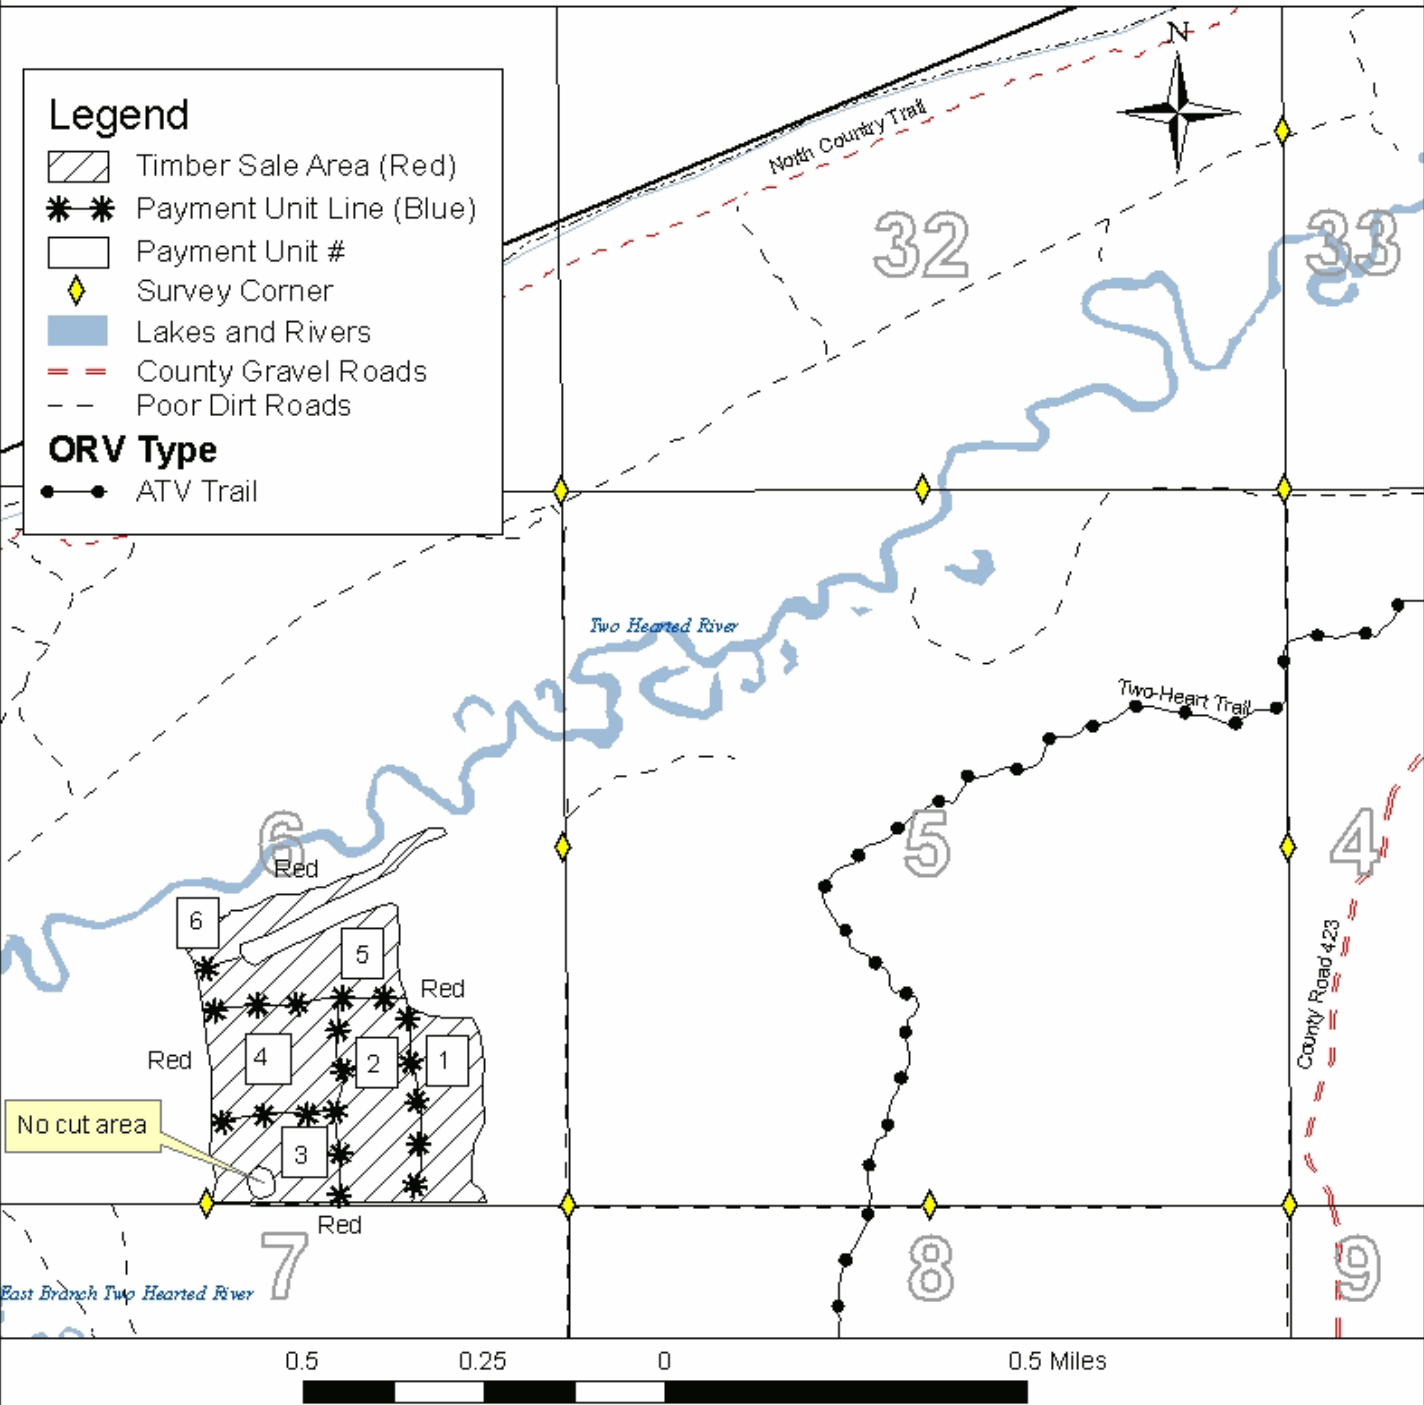 N
Legend
Timber Sale Area (Red)
Payment Unit Line (Blue)
Payment Unit #
Survey Corner
Lakes and Rivers
County Gravel Roads
Poor Dirt Roads
ORV Type
ATV Trail
North Country Trail
32
33
Two Hearted River
Two-Heart Trail
6
5
4
Red
6
5
Red
County Road 423
Red
4
2
1
No cut area
3
Red
7
8
9
East Branch Two Hearted River
0.5 0.25 0 0.5 Miles